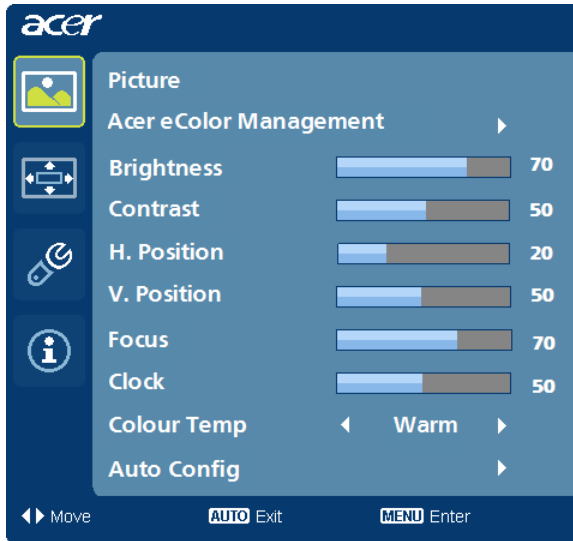 acer
Picture
Acer eColor Management
Brightness 70
Contrast 50
H. Position 20
V. Position 50
Focus 70
Clock 50
Colour Temp Warm
Auto Config
Move AUTO Exit MENU Enter